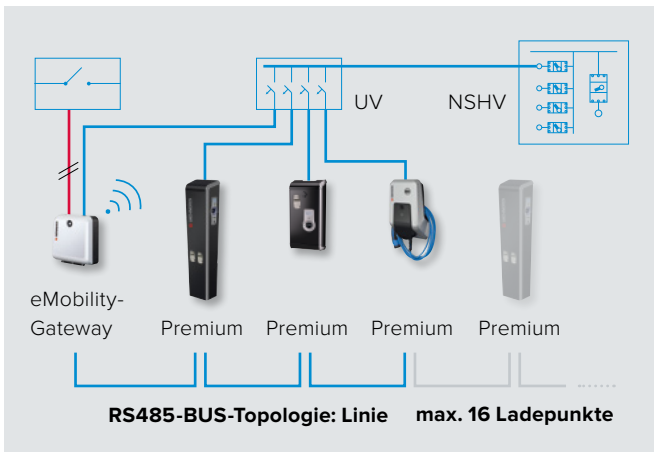 UV
NSHV
eMobility-
Gateway
Premium
Premium
Premium
Premium
RS485-BUS-Topologie: Linie
max. 16 Ladepunkte